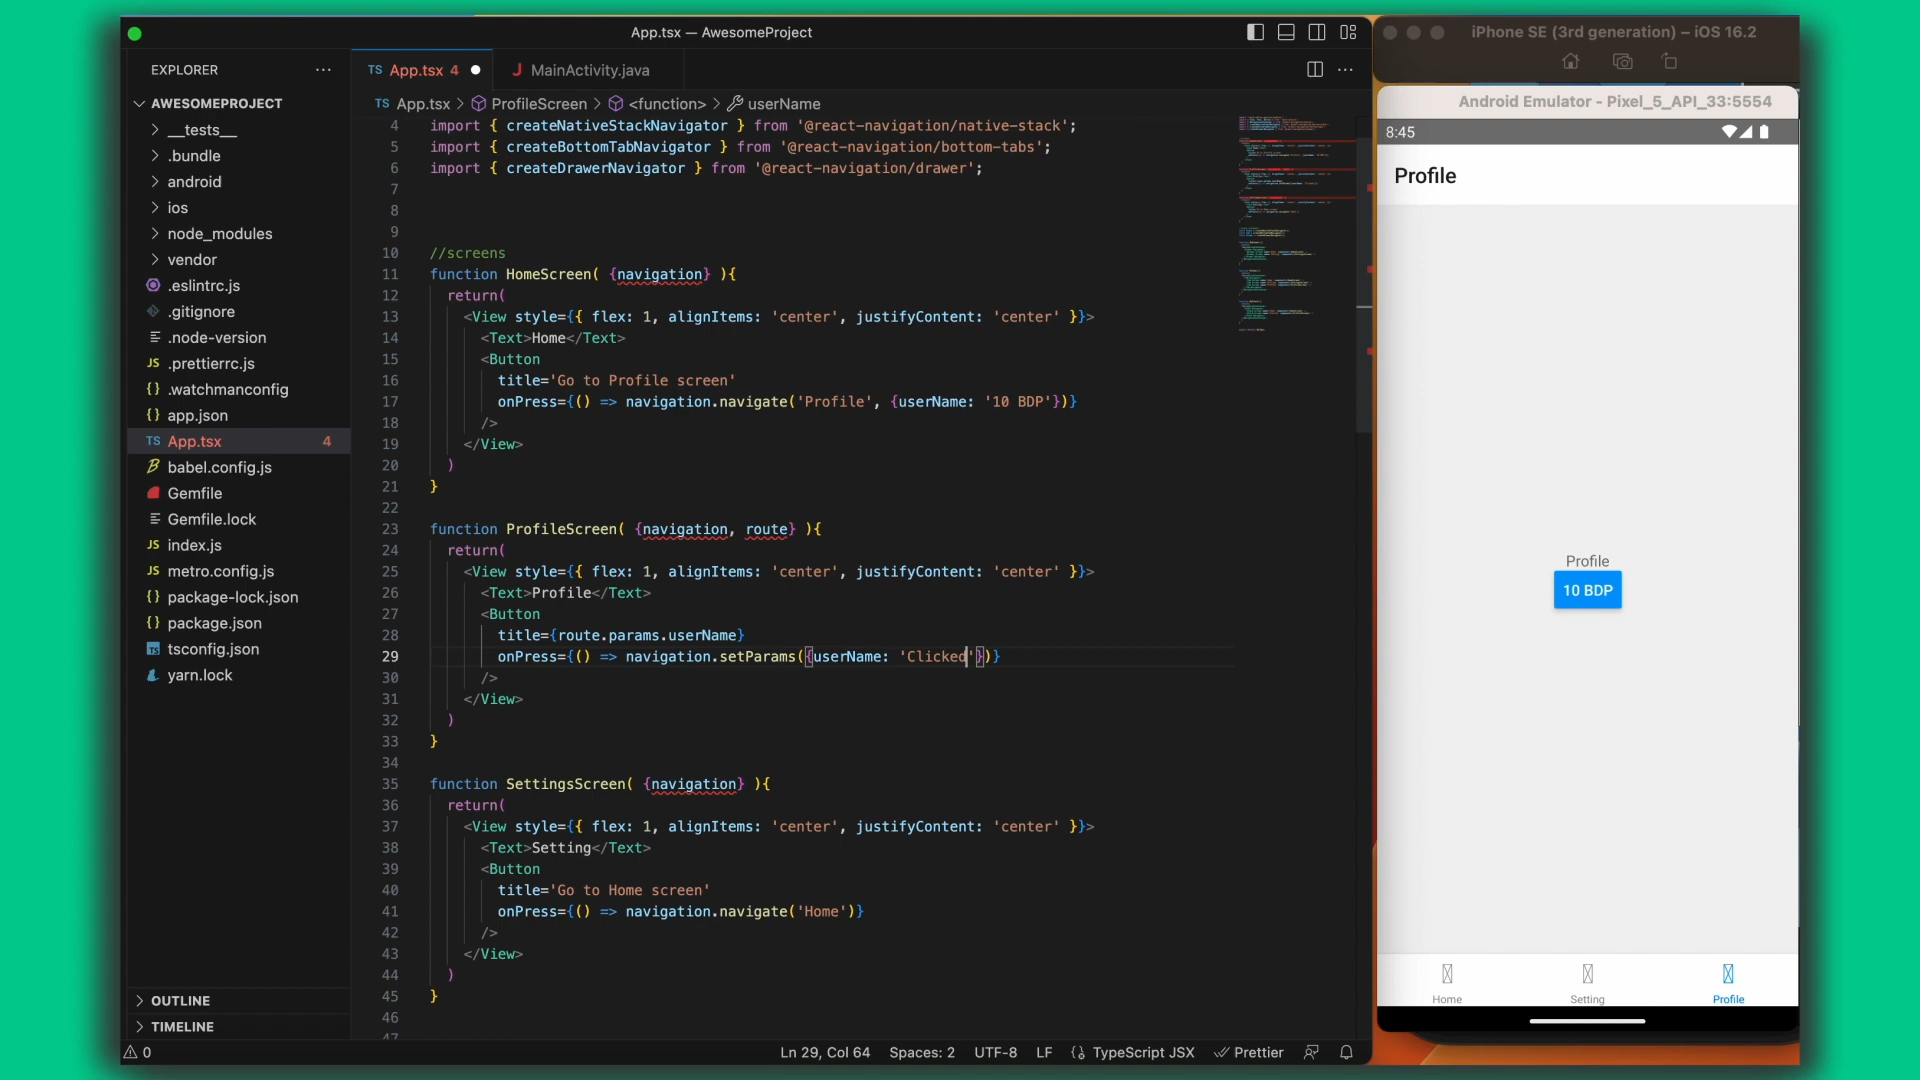 App.tsx — AwesomeProject
EXPLORER
AWESOMEPROJECT
__tests__
.bundle
android
ios
node_modules
vendor
.eslintrc.js
.gitignore
.node-version
.prettierrc.js
.watchmanconfig
app.json
TS App.tsx 4
babel.config.js
Gemfile
Gemfile.lock
JS index.js
JS metro.config.js
package-lock.json
package.json
tsconfig.json
yarn.lock
OUTLINE
TIMELINE
TS App.tsx 4
MainActivity.java
TS App.tsx > ProfileScreen > <function> > userName
4 import { createNativeStackNavigator } from '@react-navigation/native-stack';
5 import { createBottomTabNavigator } from '@react-navigation/bottom-tabs';
6 import { createDrawerNavigator } from '@react-navigation/drawer';
7
8
9
10 //screens
11 function HomeScreen( {navigation} ){
12 return(
13 <View style={{ flex: 1, alignItems: 'center', justifyContent: 'center' }}>
14 <Text>Home</Text>
15 <Button
16 title='Go to Profile screen'
17 onPress={() => navigation.navigate('Profile', {userName: '10 BDP'})}
18 />
19 </View>
20 )
21 }
22
23 function ProfileScreen( {navigation, route} ){
24 return(
25 <View style={{ flex: 1, alignItems: 'center', justifyContent: 'center' }}>
26 <Text>Profile</Text>
27 <Button
28 title={route.params.userName}
29 onPress={() => navigation.setParams({userName: 'Clicked'})}
30 />
31 </View>
32 )
33 }
34
35 function SettingsScreen( {navigation} ){
36 return(
37 <View style={{ flex: 1, alignItems: 'center', justifyContent: 'center' }}>
38 <Text>Setting</Text>
39 <Button
40 title='Go to Home screen'
41 onPress={() => navigation.navigate('Home')}
42 />
43 </View>
44 )
45 }
46
47
0
Ln 29, Col 64 Spaces: 2 UTF-8 LF TypeScript JSX Prettier
iPhone SE (3rd generation) – iOS 16.2
Android Emulator - Pixel_5_API_33:5554
8:45
Profile
Profile
10 BDP
Home Setting Profile